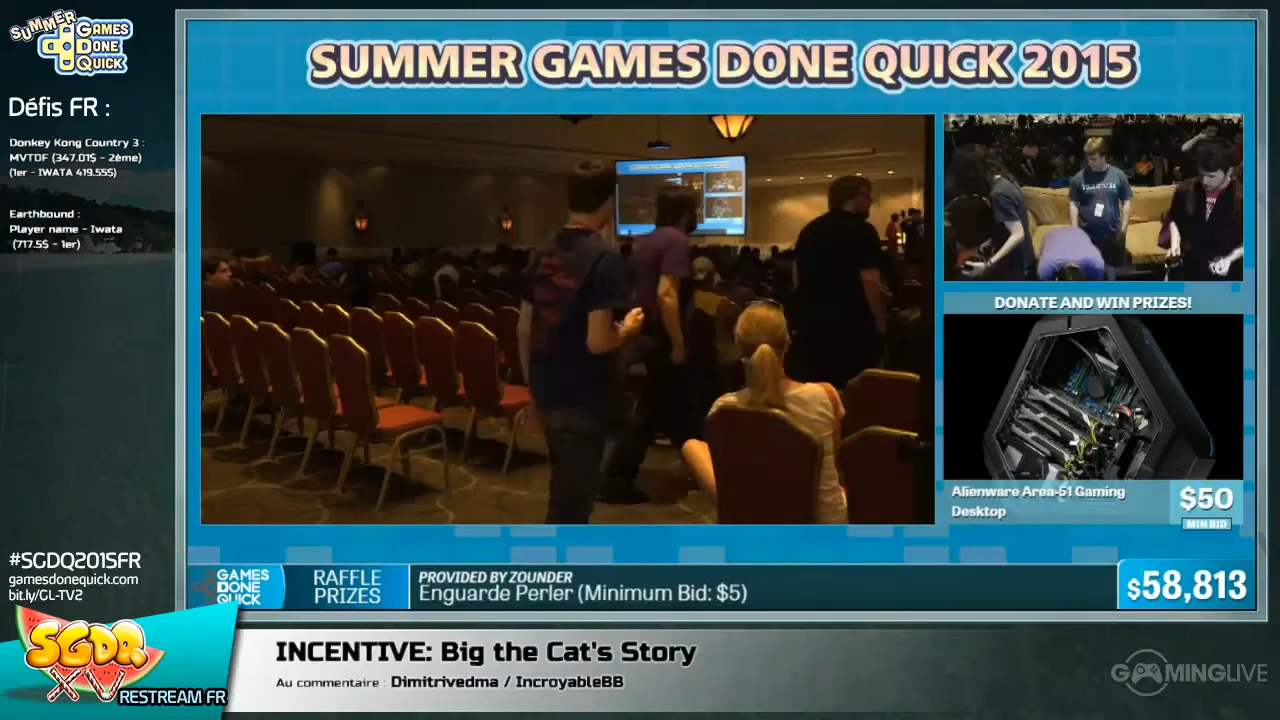 SUMMER
GAMES
DONE
QUICK
Défis FR :
Donkey Kong Country 3 :
MVTDF (347.01$ - 2ème)
(1er - IWATA 419.55$)
Earthbound :
Player name - Iwata
(717.5$ - 1er)
#SGDQ2015FR
gamesdonequick.com
bit.ly/GL-TV2
SGDQ
XV
RESTREAM FR
SUMMER GAMES DONE QUICK 2015
DONATE AND WIN PRIZES!
Alienware Area-51 Gaming
Desktop
$50
MIN BID
GAMES
DONE
QUICK
RAFFLE
PRIZES
PROVIDED BY ZOUNDER
Enguarde Perler (Minimum Bid: $5)
$58,813
INCENTIVE: Big the Cat's Story
Au commentaire : Dimitrivedma / IncroyableBB
GAMINGLIVE